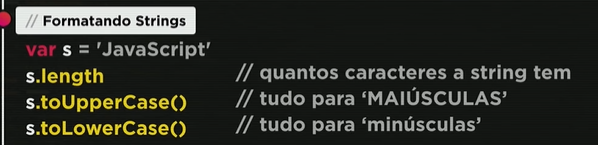 // Formatando Strings
var s = 'JavaScript'
s.length // quantos caracteres a string tem
s.toUpperCase() // tudo para ‘MAIÚSCULAS’
s.toLowerCase() // tudo para ‘minúsculas’